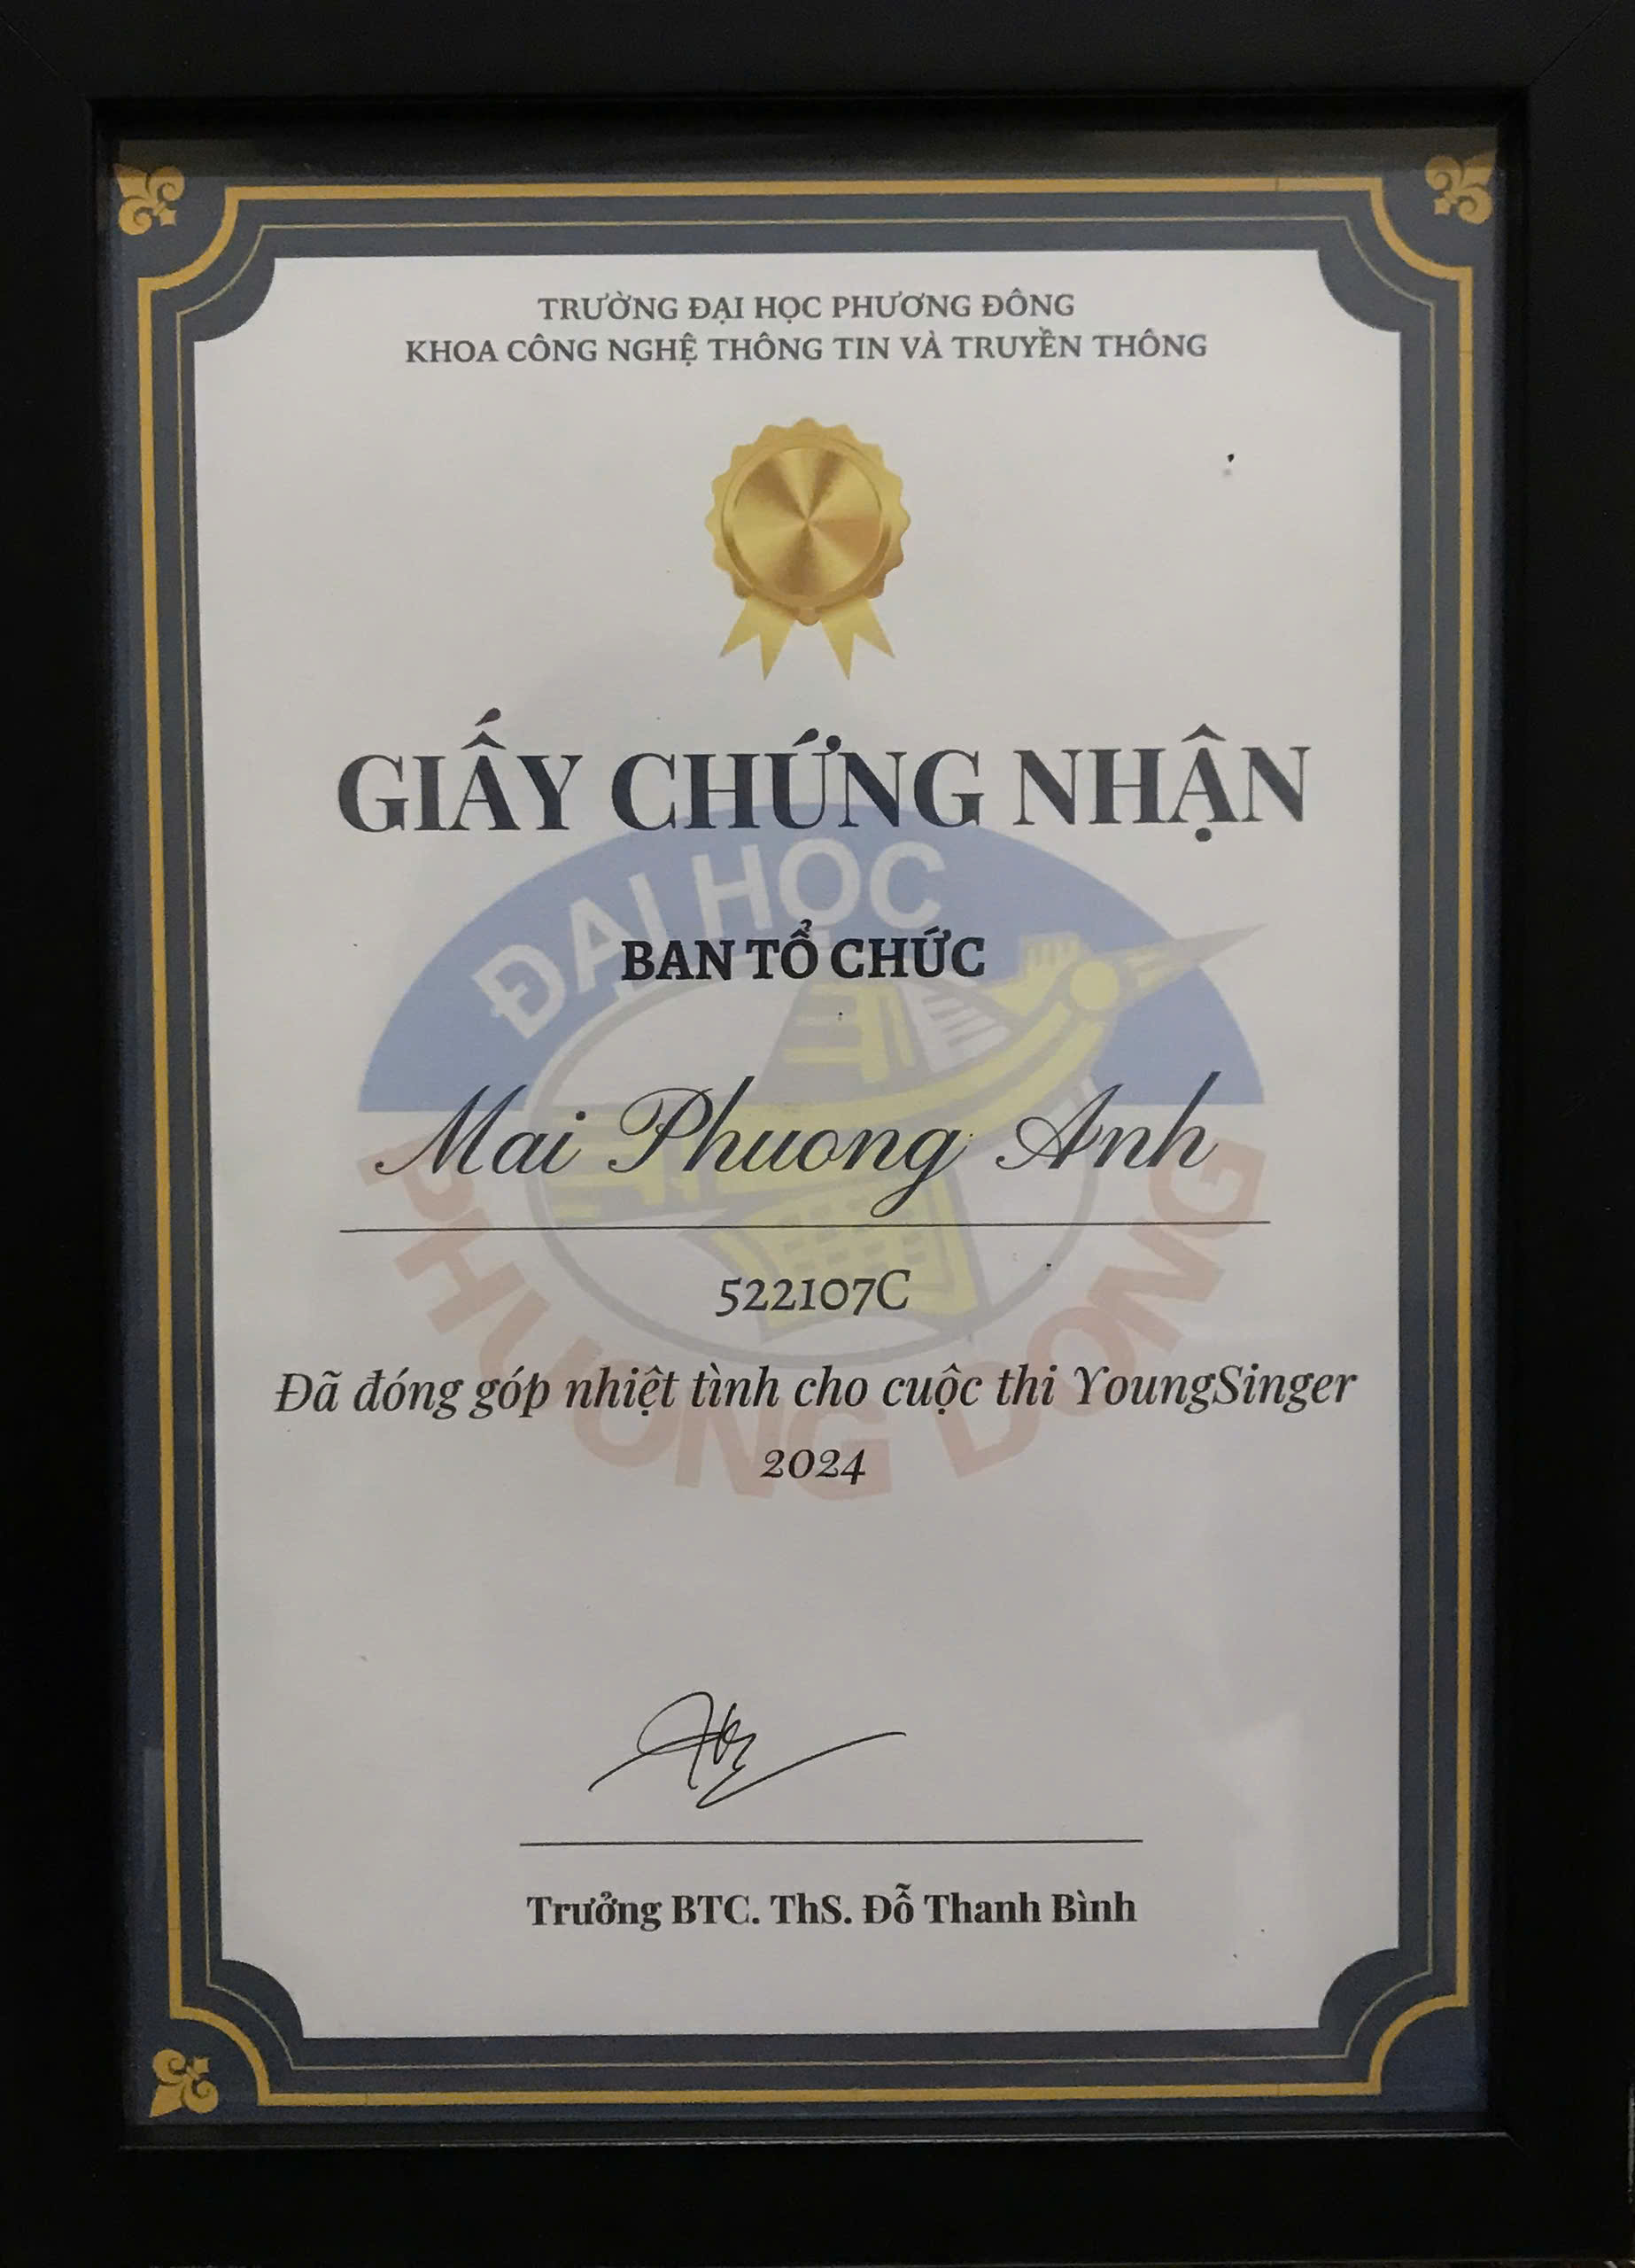 TRƯỜNG ĐẠI HỌC PHƯƠNG ĐÔNG
KHOA CÔNG NGHỆ THÔNG TIN VÀ TRUYỀN THÔNG
GIẤY CHỨNG NHẬN
ĐẠI HỌC
BAN TỔ CHỨC
Mai Phuong Anh
522107C
Đã đóng góp nhiệt tình cho cuộc thi YoungSinger
2024
PHUONG DONG
Trưởng BTC. ThS. Đỗ Thanh Bình